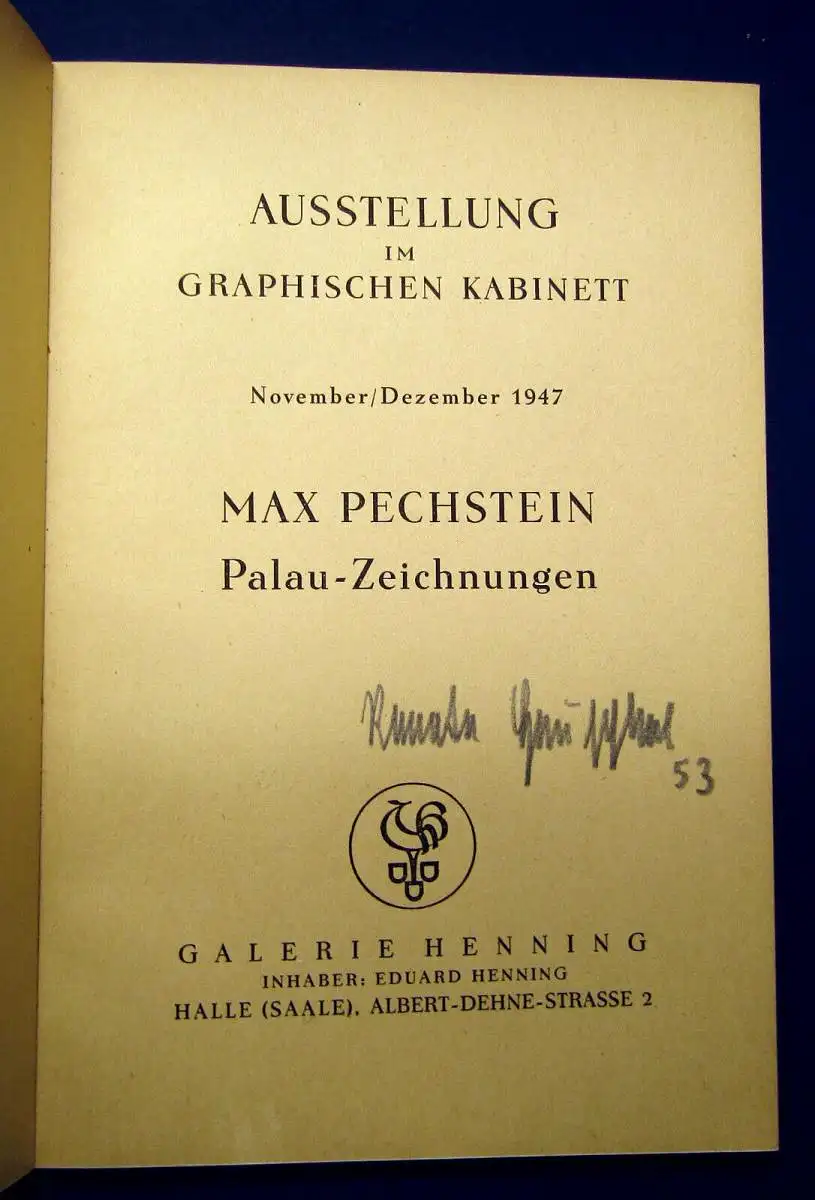 AUSSTELLUNG
IM
GRAPHISCHEN KABINETT
November/Dezember 1947
MAX PECHSTEIN
Palau-Zeichnungen
Renate
53
GALERIE HENNING
INHABER: EDUARD HENNING
HALLE (SAALE), ALBERT-DEHNE-STRASSE 2